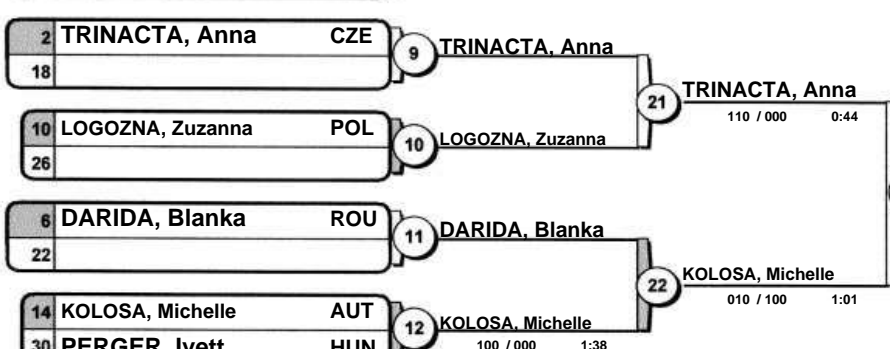 2 TRINACTA, Anna CZE
18
9 TRINACTA, Anna
10 LOGOZNA, Zuzanna POL
26
10 LOGOZNA, Zuzanna
21 TRINACTA, Anna
110 / 000 0:44
6 DARIDA, Blanka ROU
22
11 DARIDA, Blanka
14 KOLOSA, Michelle AUT
30 PERGER, Ivett HUN
12 KOLOSA, Michelle
100 / 000 1:38
22 KOLOSA, Michelle
010 / 100 1:01